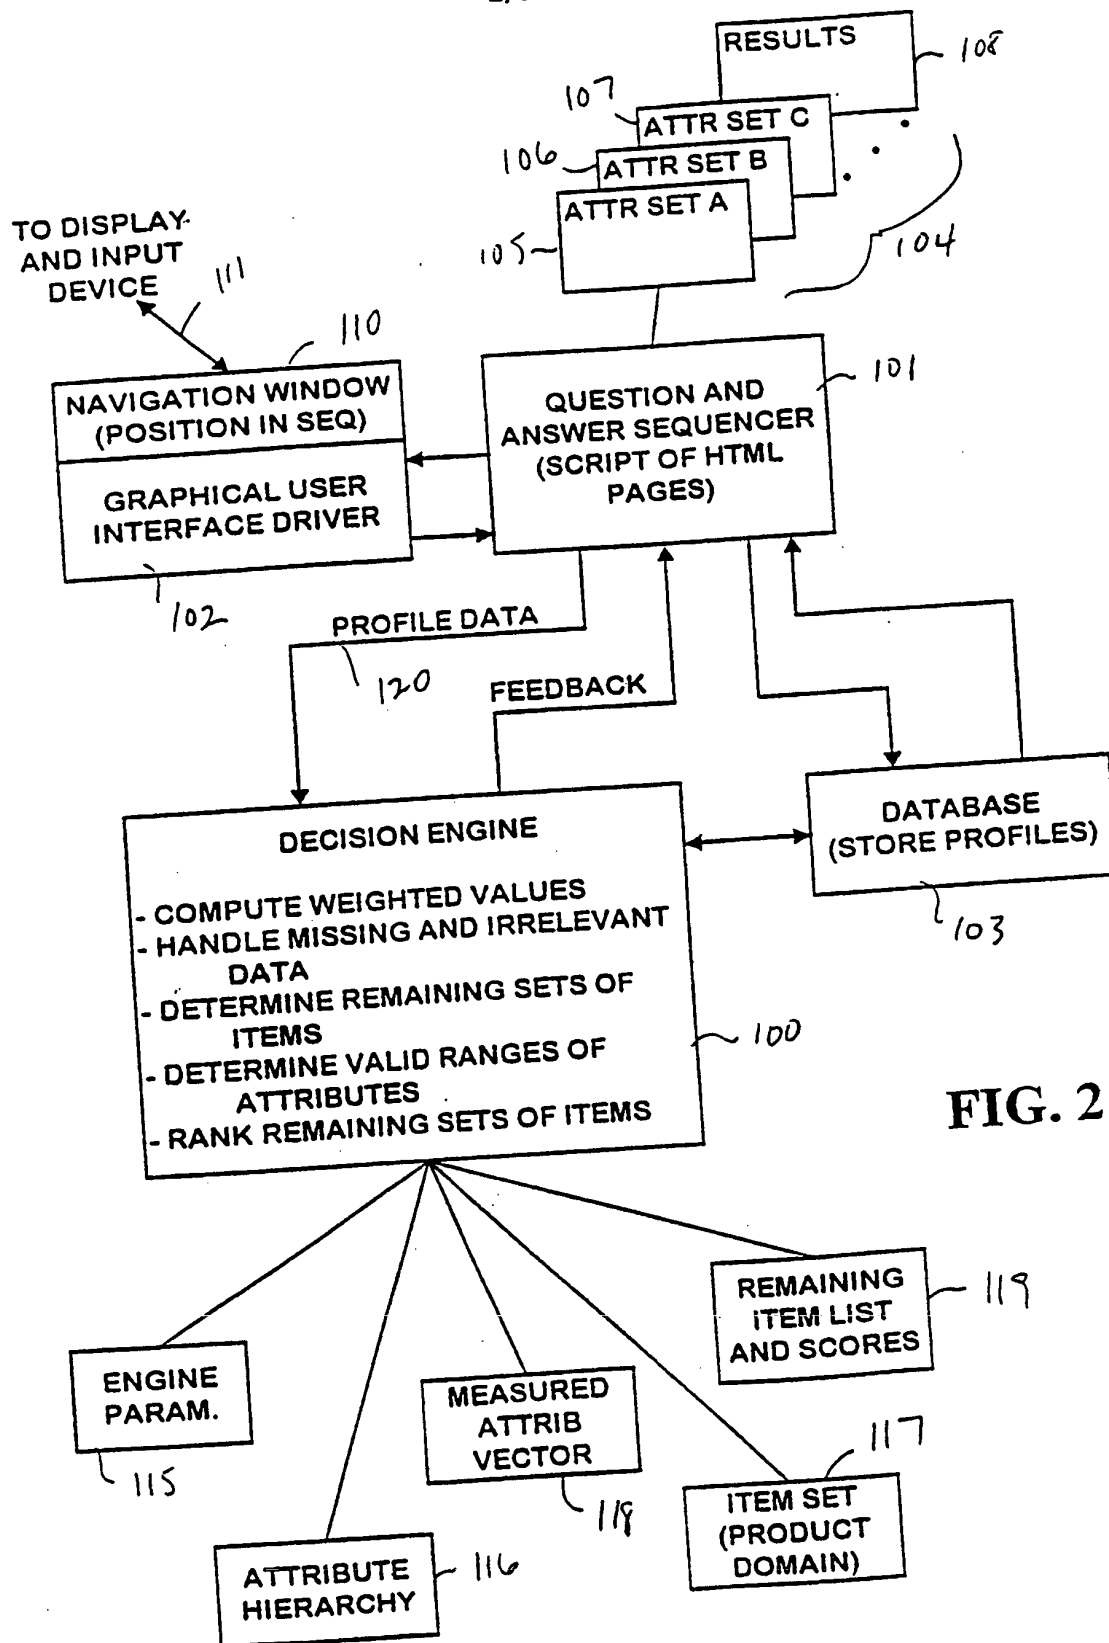 RESULTS
108
107
ATTR SET C
106
ATTR SET B
ATTR SET A
105
104
TO DISPLAY
AND INPUT
DEVICE
111
110
NAVIGATION WINDOW
(POSITION IN SEQ)
GRAPHICAL USER
INTERFACE DRIVER
102
QUESTION AND
ANSWER SEQUENCER
(SCRIPT OF HTML
PAGES)
101
PROFILE DATA
120
FEEDBACK
DATABASE
(STORE PROFILES)
103
DECISION ENGINE
- COMPUTE WEIGHTED VALUES
- HANDLE MISSING AND IRRELEVANT
DATA
- DETERMINE REMAINING SETS OF
ITEMS
- DETERMINE VALID RANGES OF
ATTRIBUTES
- RANK REMAINING SETS OF ITEMS
100
FIG. 2
REMAINING
ITEM LIST
AND SCORES
119
ENGINE
PARAM.
115
MEASURED
ATTRIB
VECTOR
118
117
ITEM SET
(PRODUCT
DOMAIN)
ATTRIBUTE
HIERARCHY
116